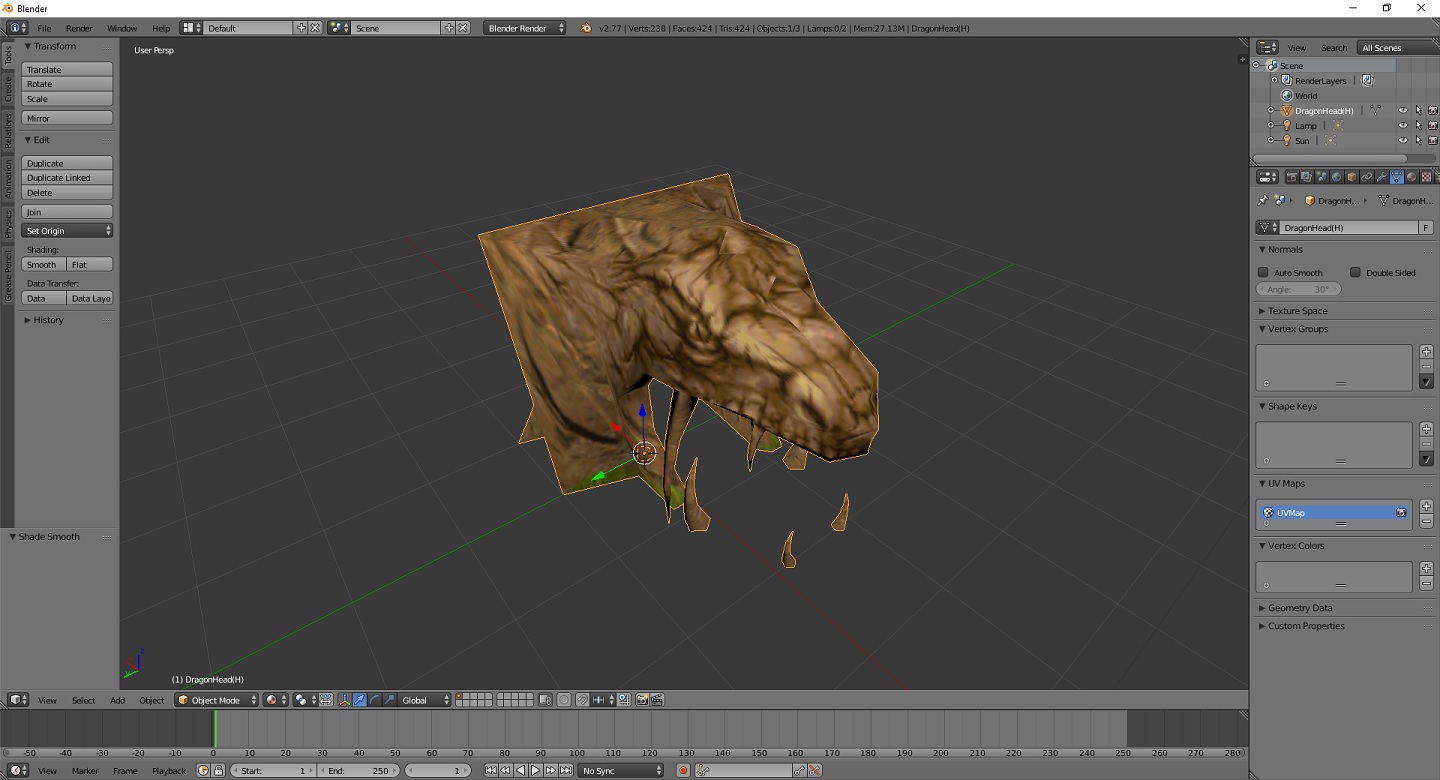 Blender
File Render Window Help Default Scene Blender Render v2.77 | Verts:238 | Faces:424 | Tris:424 | Objects:1/3 | Lamps:0/2 | Mem:27.13M | DragonHead(H)
Tools
Create
Relations
Animation
Physics
Grease Pencil
Transform
Translate
Rotate
Scale
Mirror
Edit
Duplicate
Duplicate Linked
Delete
Join
Set Origin
Shading:
Smooth Flat
Data Transfer:
Data Data Layo
History
Shade Smooth
User Persp
(1) DragonHead(H)
View Search All Scenes
Scene
RenderLayers
World
DragonHead(H)
Lamp
Sun
DragonH... DragonH...
DragonHead(H) F
Normals
Auto Smooth Double Sided
Angle: 30°
Texture Space
Vertex Groups
Shape Keys
UV Maps
UVMap
Vertex Colors
Geometry Data
Custom Properties
View Select Add Object Object Mode Global
-50 -40 -30 -20 -10 0 10 20 30 40 50 60 70 80 90 100 110 120 130 140 150 160 170 180 190 200 210 220 230 240 250 260 270 280
View Marker Frame Playback Start: 1 End: 250 1 No Sync